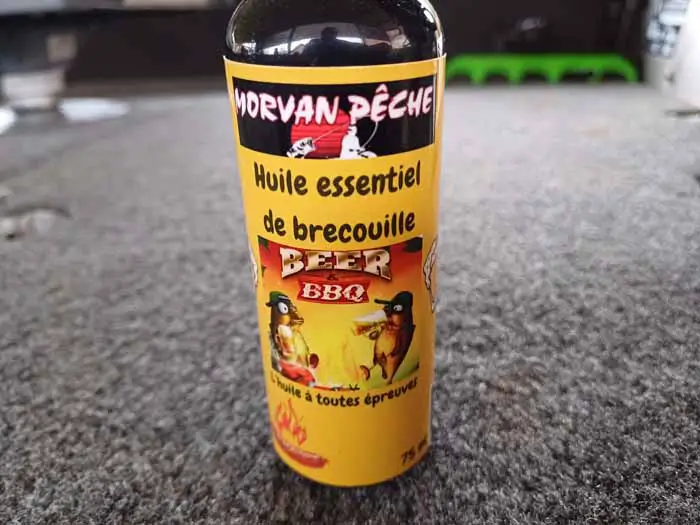 MORVAN PÊCHE
Huile essentiel
de brecouille
BEER
&
BBQ
L'huile à toutes épreuves
75 ml